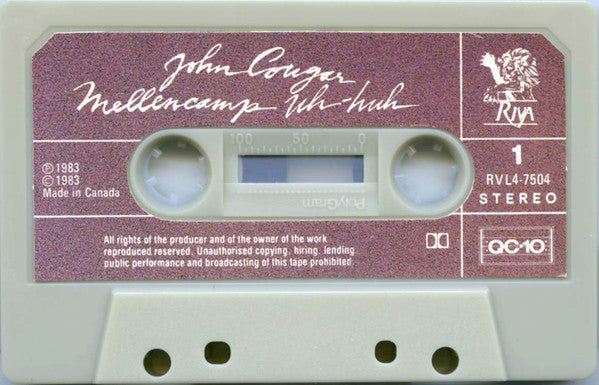 John Cougar
Mellencamp Uh-huh
RIVA
100 50 0
PolyGram
1
RVL4-7504
STEREO
℗ 1983
© 1983
Made in Canada
All rights of the producer and of the owner of the work
reproduced reserved. Unauthorised copying, hiring, lending
public performance and broadcasting of this tape prohibited
QC-10